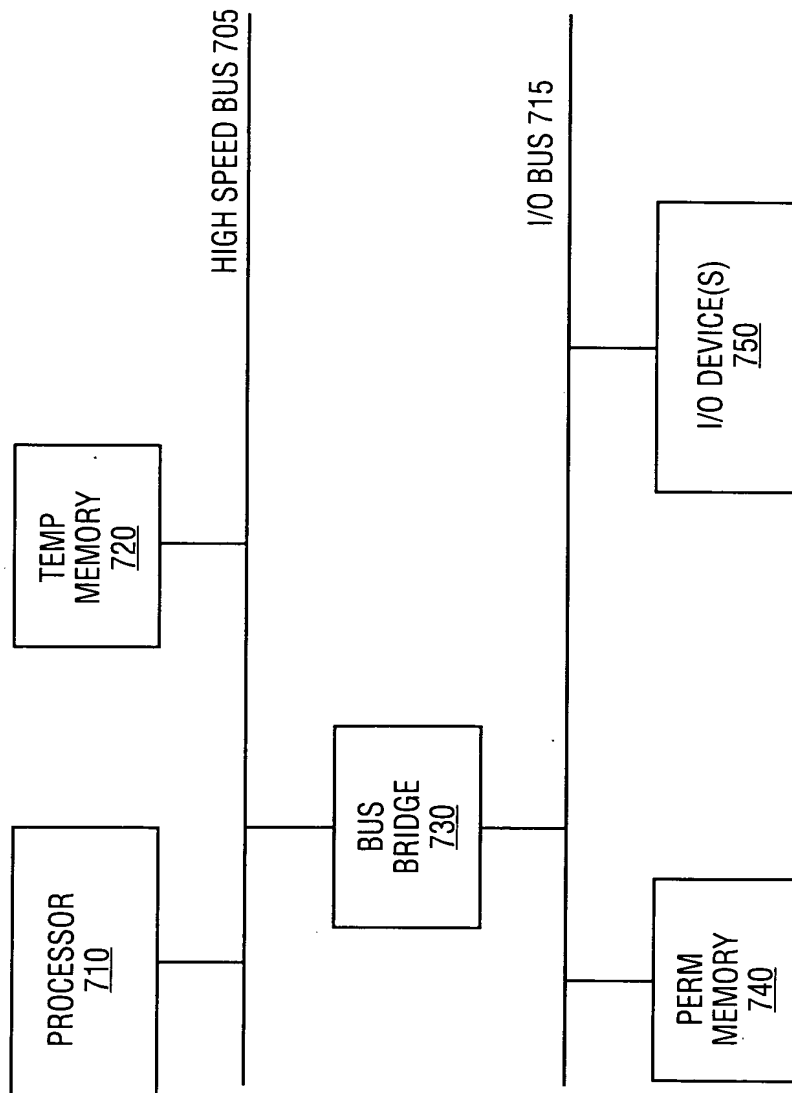 PROCESSOR
710
TEMP
MEMORY
720
HIGH SPEED BUS 705
BUS
BRIDGE
730
I/O BUS 715
PERM
MEMORY
740
I/O DEVICE(S)
750